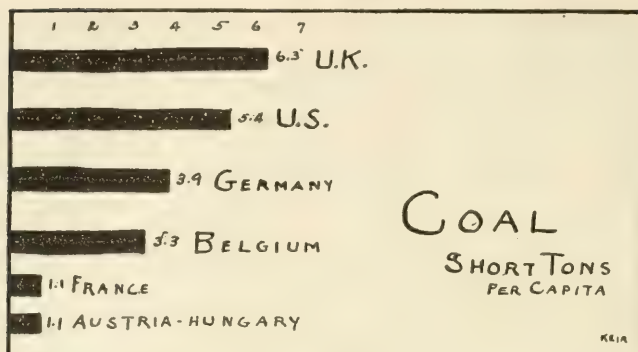 1 2 3 4 5 6 7
6.3 U.K.
5.4 U.S.
3.9 GERMANY
3.3 BELGIUM
1.1 FRANCE
1.1 AUSTRIA-HUNGARY
COAL
SHORT TONS
PER CAPITA
KEIR